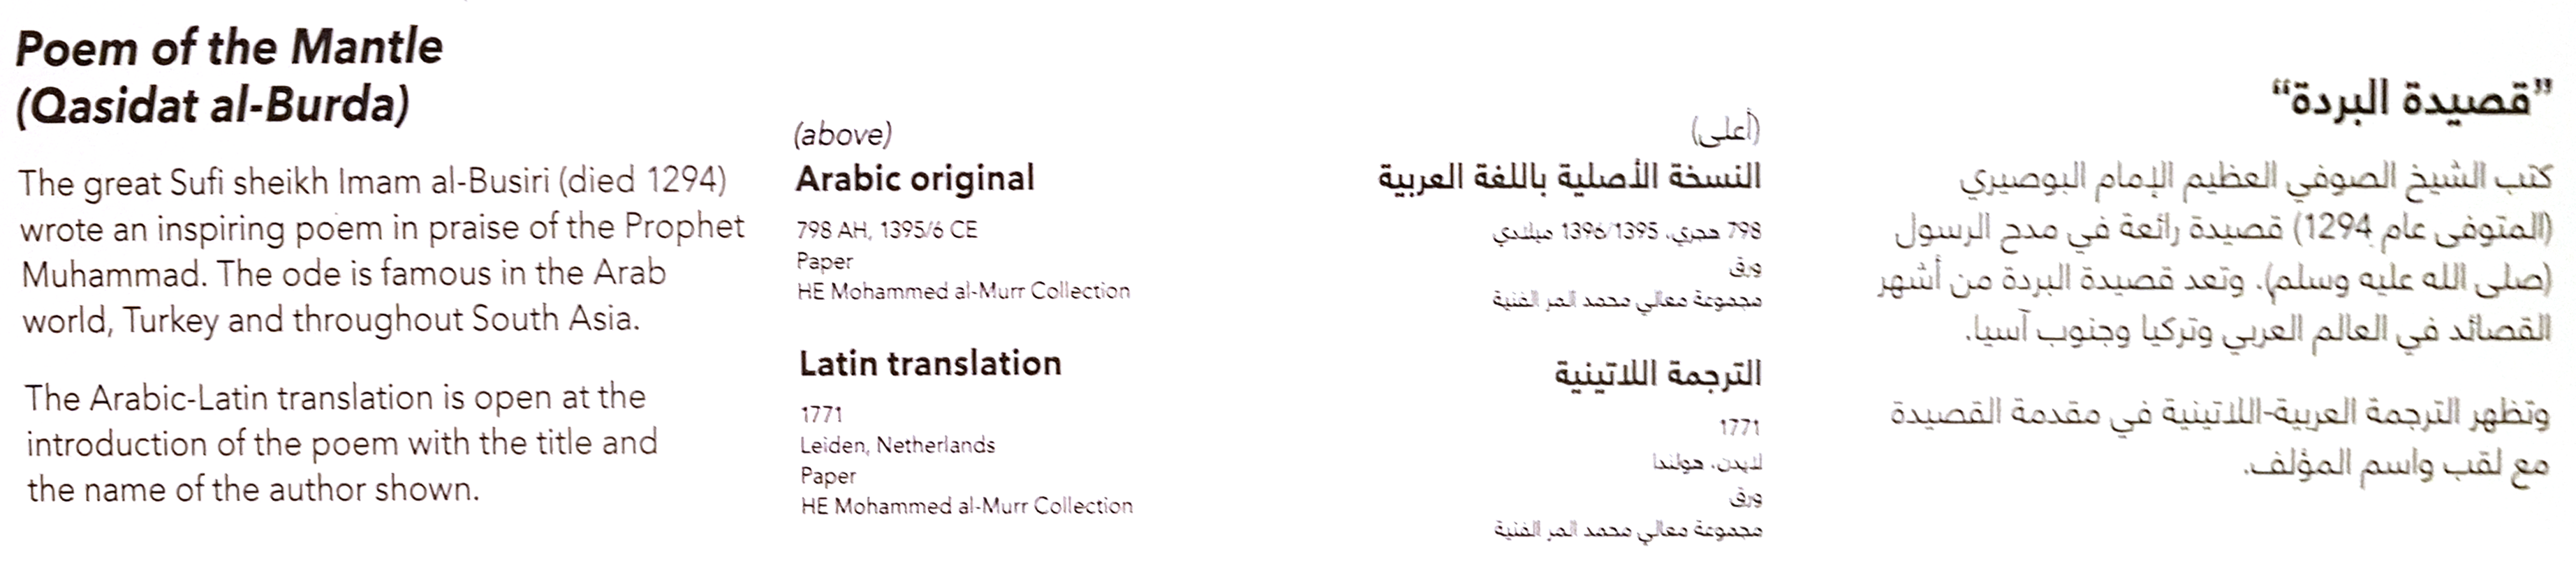 Poem of the Mantle
(Qasidat al-Burda)
The great Sufi sheikh Imam al-Busiri (died 1294)
wrote an inspiring poem in praise of the Prophet
Muhammad. The ode is famous in the Arab
world, Turkey and throughout South Asia.
The Arabic-Latin translation is open at the
introduction of the poem with the title and
the name of the author shown.
(above)
Arabic original
798 AH, 1395/6 CE
Paper
HE Mohammed al-Murr Collection
Latin translation
1771
Leiden, Netherlands
Paper
HE Mohammed al-Murr Collection
(أعلى)
النسخة الأصلية باللغة العربية
798 هجري، 1396/1395 ميلادي
ورق
مجموعة معالي محمد المر الفنية
الترجمة اللاتينية
1771
لايدن، هولندا
ورق
مجموعة معالي محمد المر الفنية
”قصيدة البردة“
كتب الشيخ الصوفي العظيم الإمام البوصيري
(المتوفى عام 1294) قصيدة رائعة في مدح الرسول
(صلى الله عليه وسلم). وتعد قصيدة البردة من أشهر
القصائد في العالم العربي وتركيا وجنوب آسيا.
وتظهر الترجمة العربية-اللاتينية في مقدمة القصيدة
مع لقب واسم المؤلف.